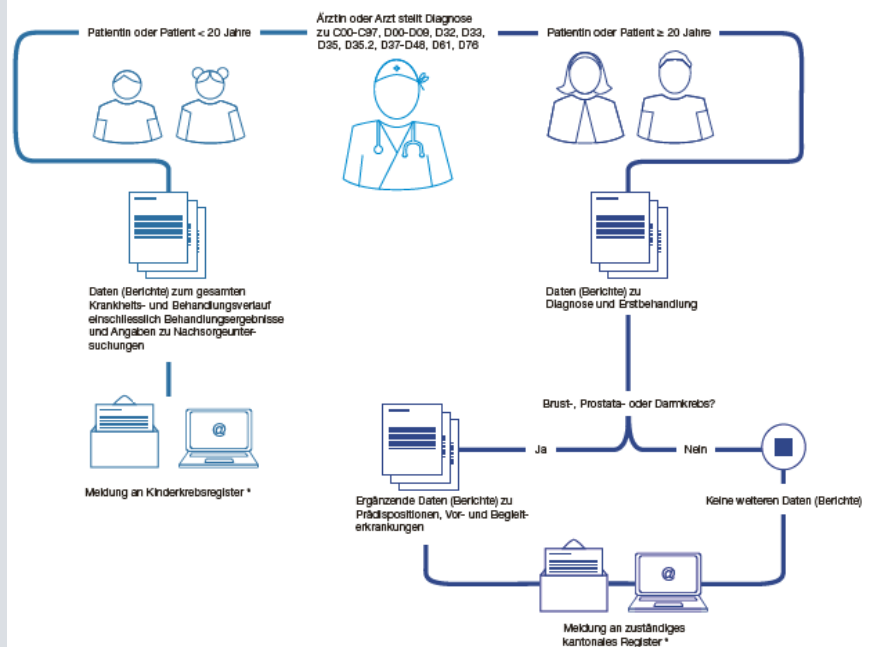 Patientin oder Patient < 20 Jahre
Ärztin oder Arzt stellt Diagnose
zu C00-C97, D00-D09, D32, D33,
D35, D35.2, D37-D48, D61, D76
Patientin oder Patient ≥ 20 Jahre
Daten (Berichte) zum gesamten
Krankheits- und Behandlungsverlauf
einschliesslich Behandlungsergebnisse
und Angaben zu Nachsorgeunter-
suchungen
Daten (Berichte) zu
Diagnose und Erstbehandlung
@
Meldung an Kinderkrebsregister *
Brust-, Prostata- oder Darmkrebs?
Ja
Nein
Ergänzende Daten (Berichte) zu
Prädispositionen, Vor- und Begleit-
erkrankungen
Keine weiteren Daten (Berichte)
@
Meldung an zuständiges
kantonales Register *